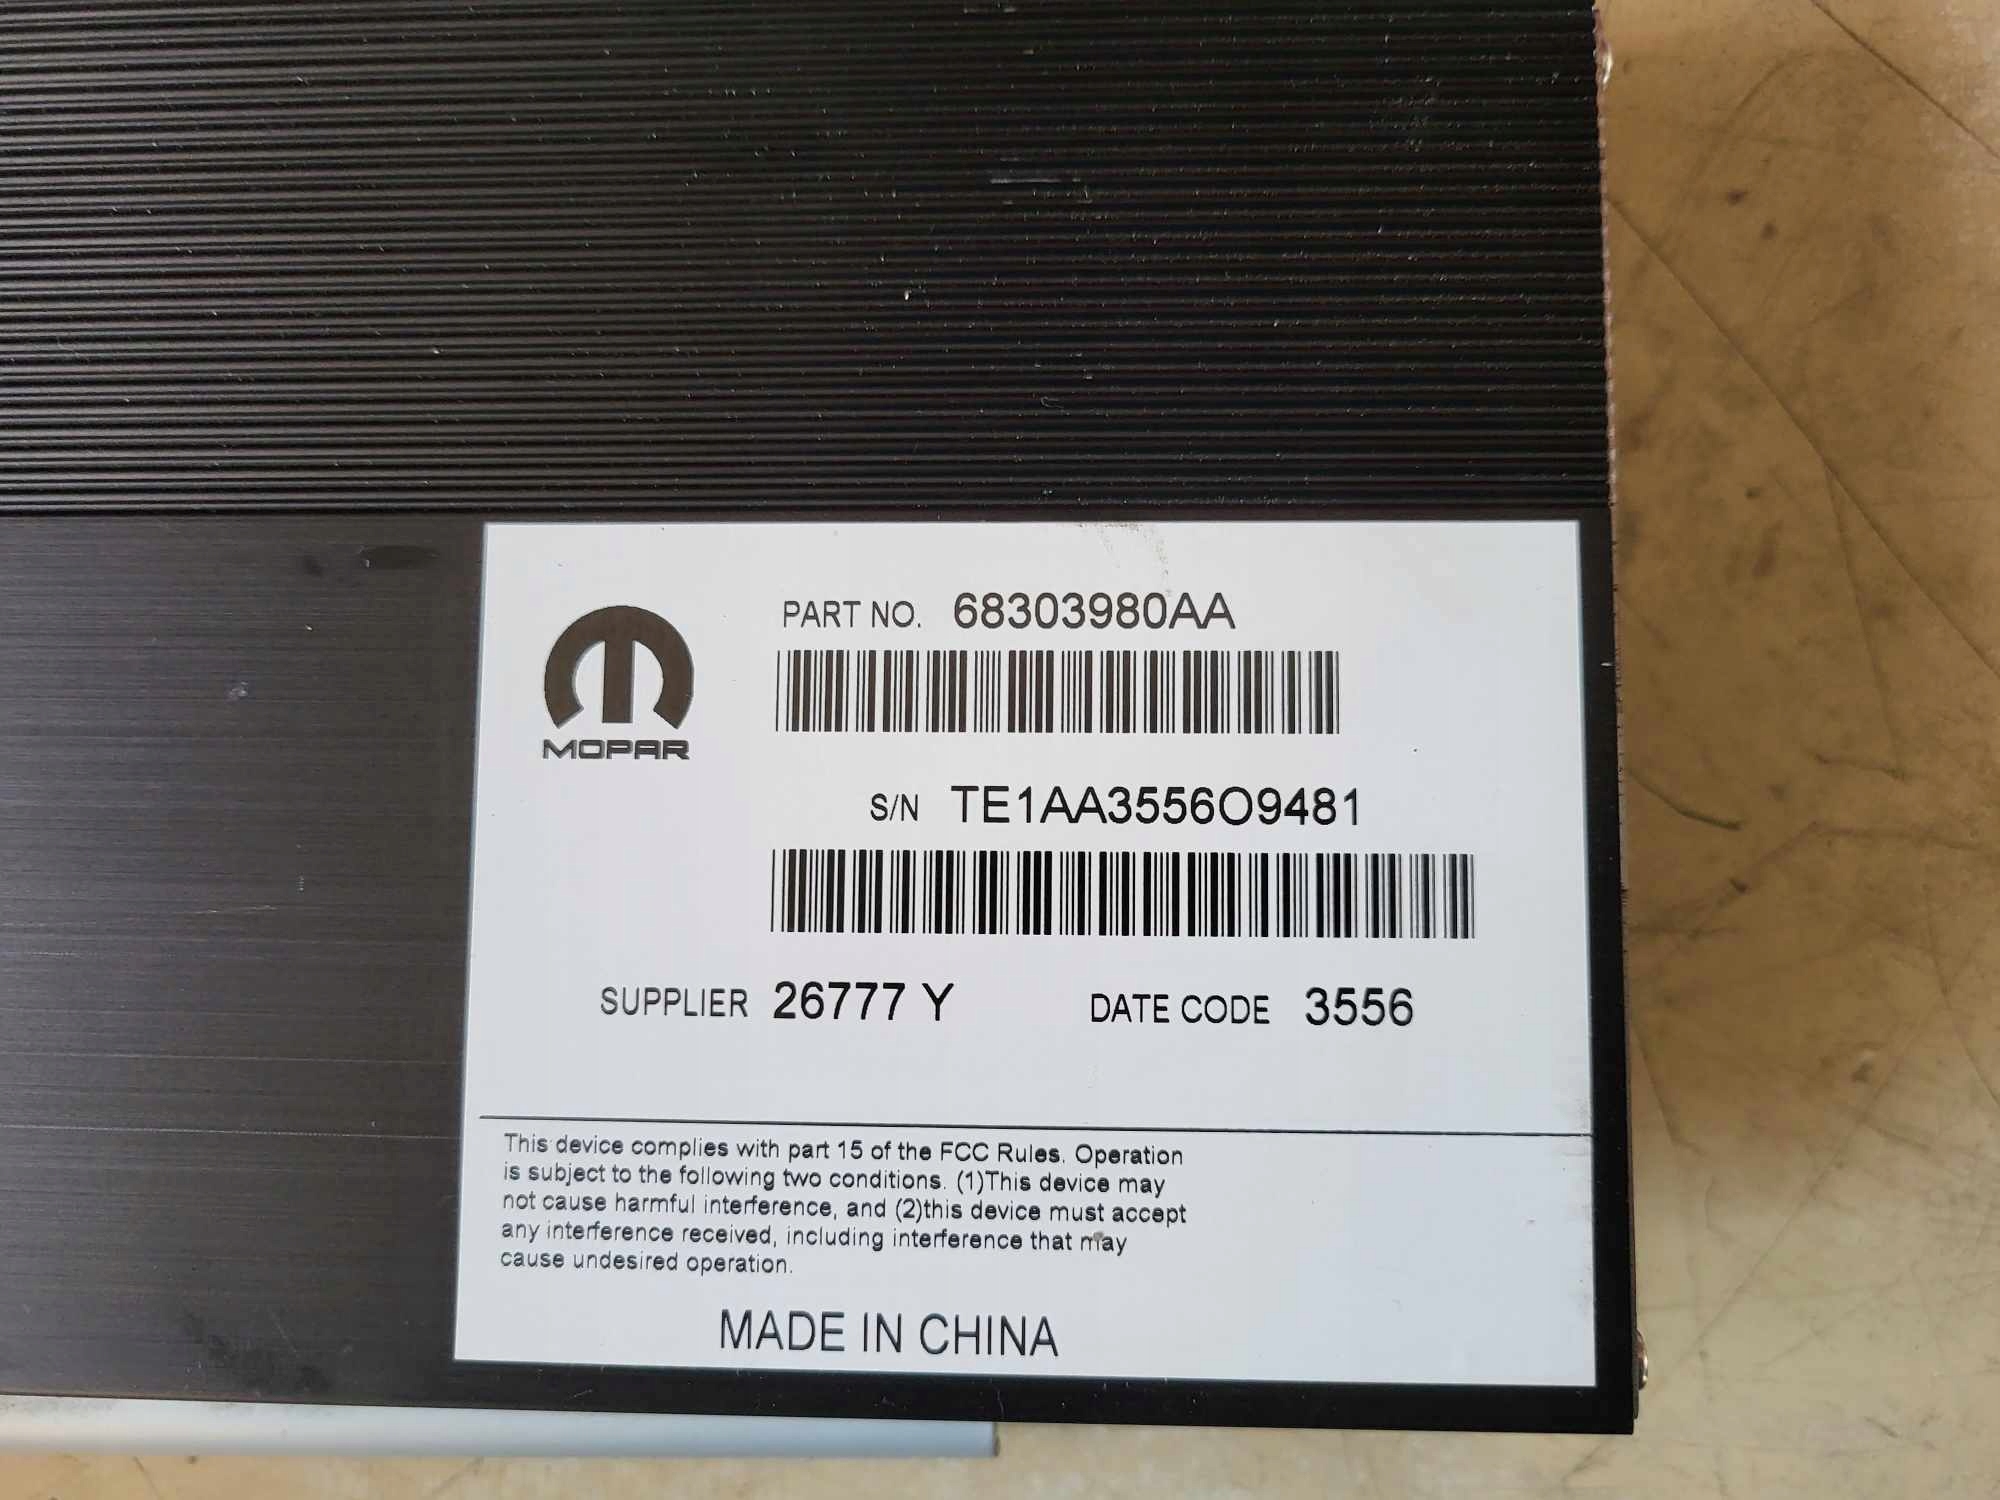 MOPAR
PART NO. 68303980AA
S/N TE1AA3556O9481
SUPPLIER 26777 Y
DATE CODE 3556
This device complies with part 15 of the FCC Rules. Operation
is subject to the following two conditions. (1)This device may
not cause harmful interference, and (2)this device must accept
any interference received, including interference that may
cause undesired operation.
MADE IN CHINA